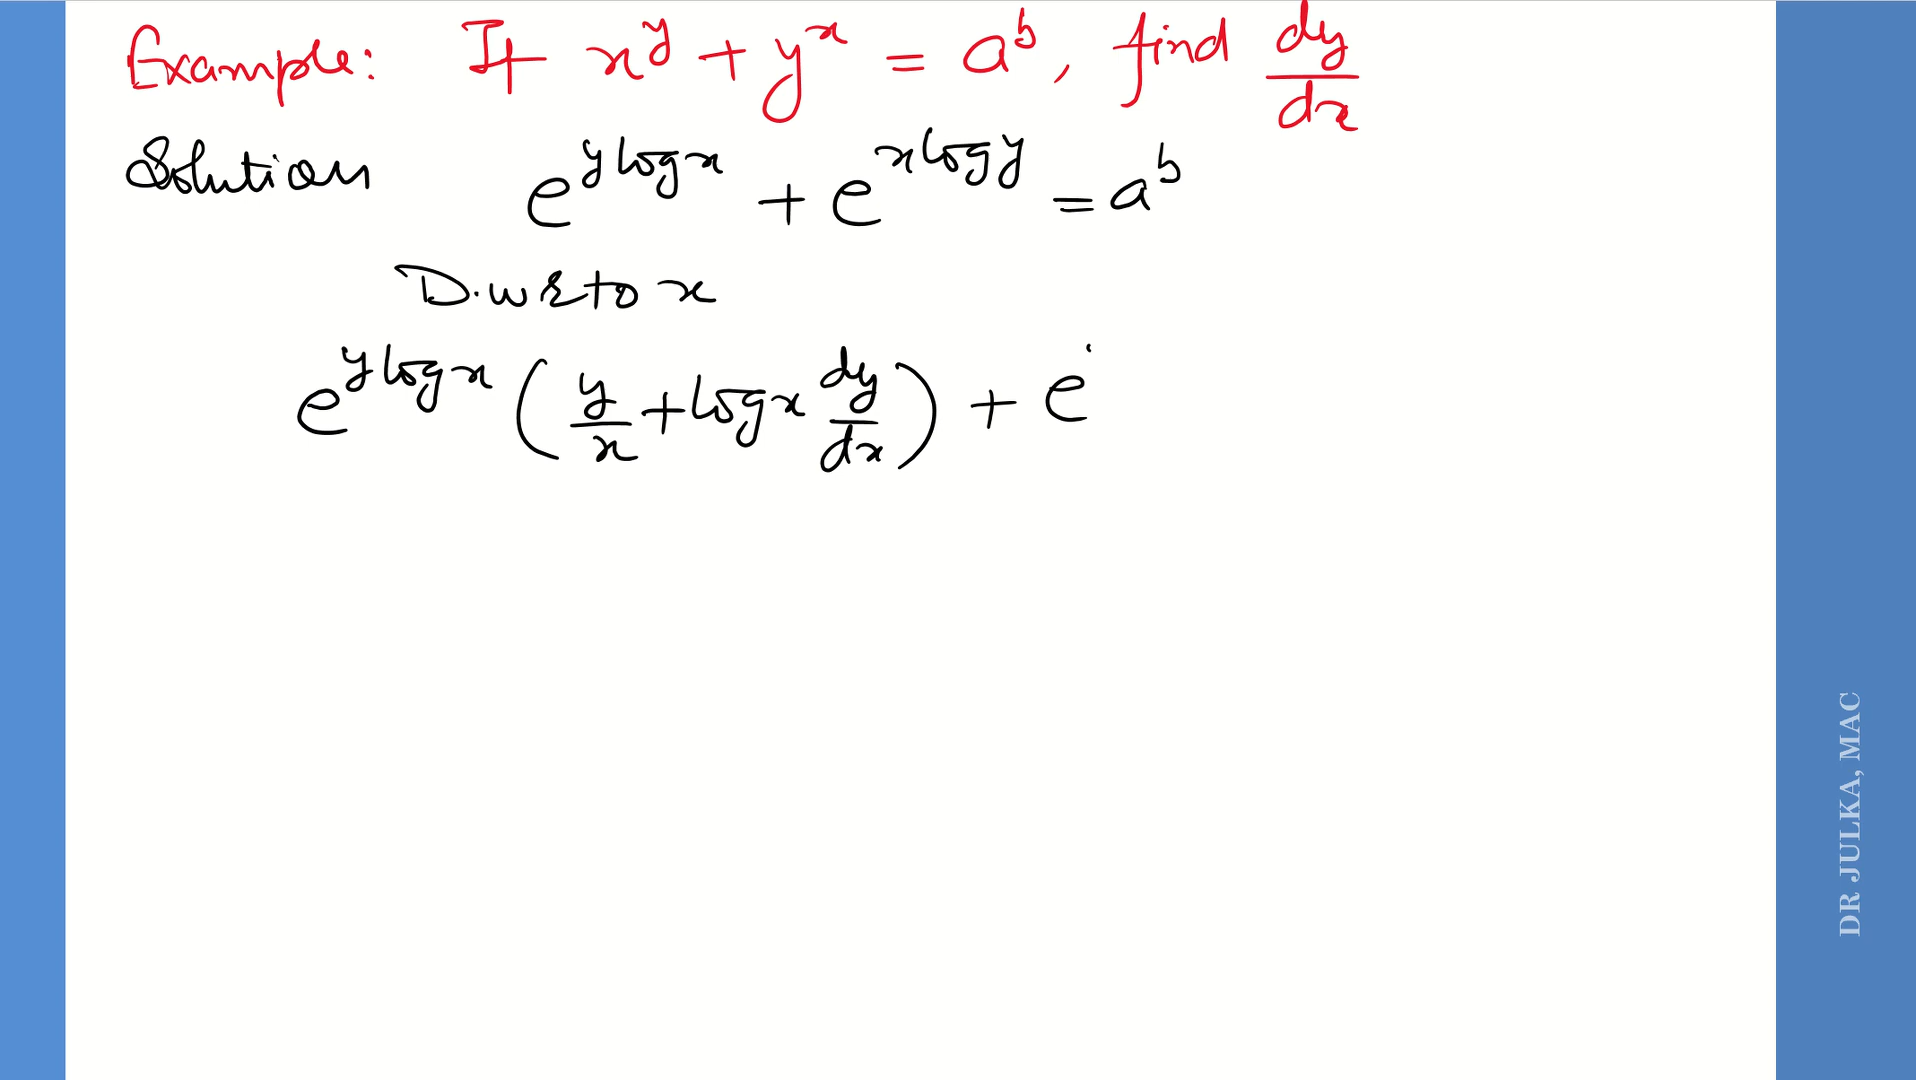 Example: If x^y + y^x = a^b, find dy/dx
Solution e^{y log x} + e^{x log y} = a^b
D.w r to x
e^{y log x} (y/x + log x dy/dx) + e
DR JULKA, MAC